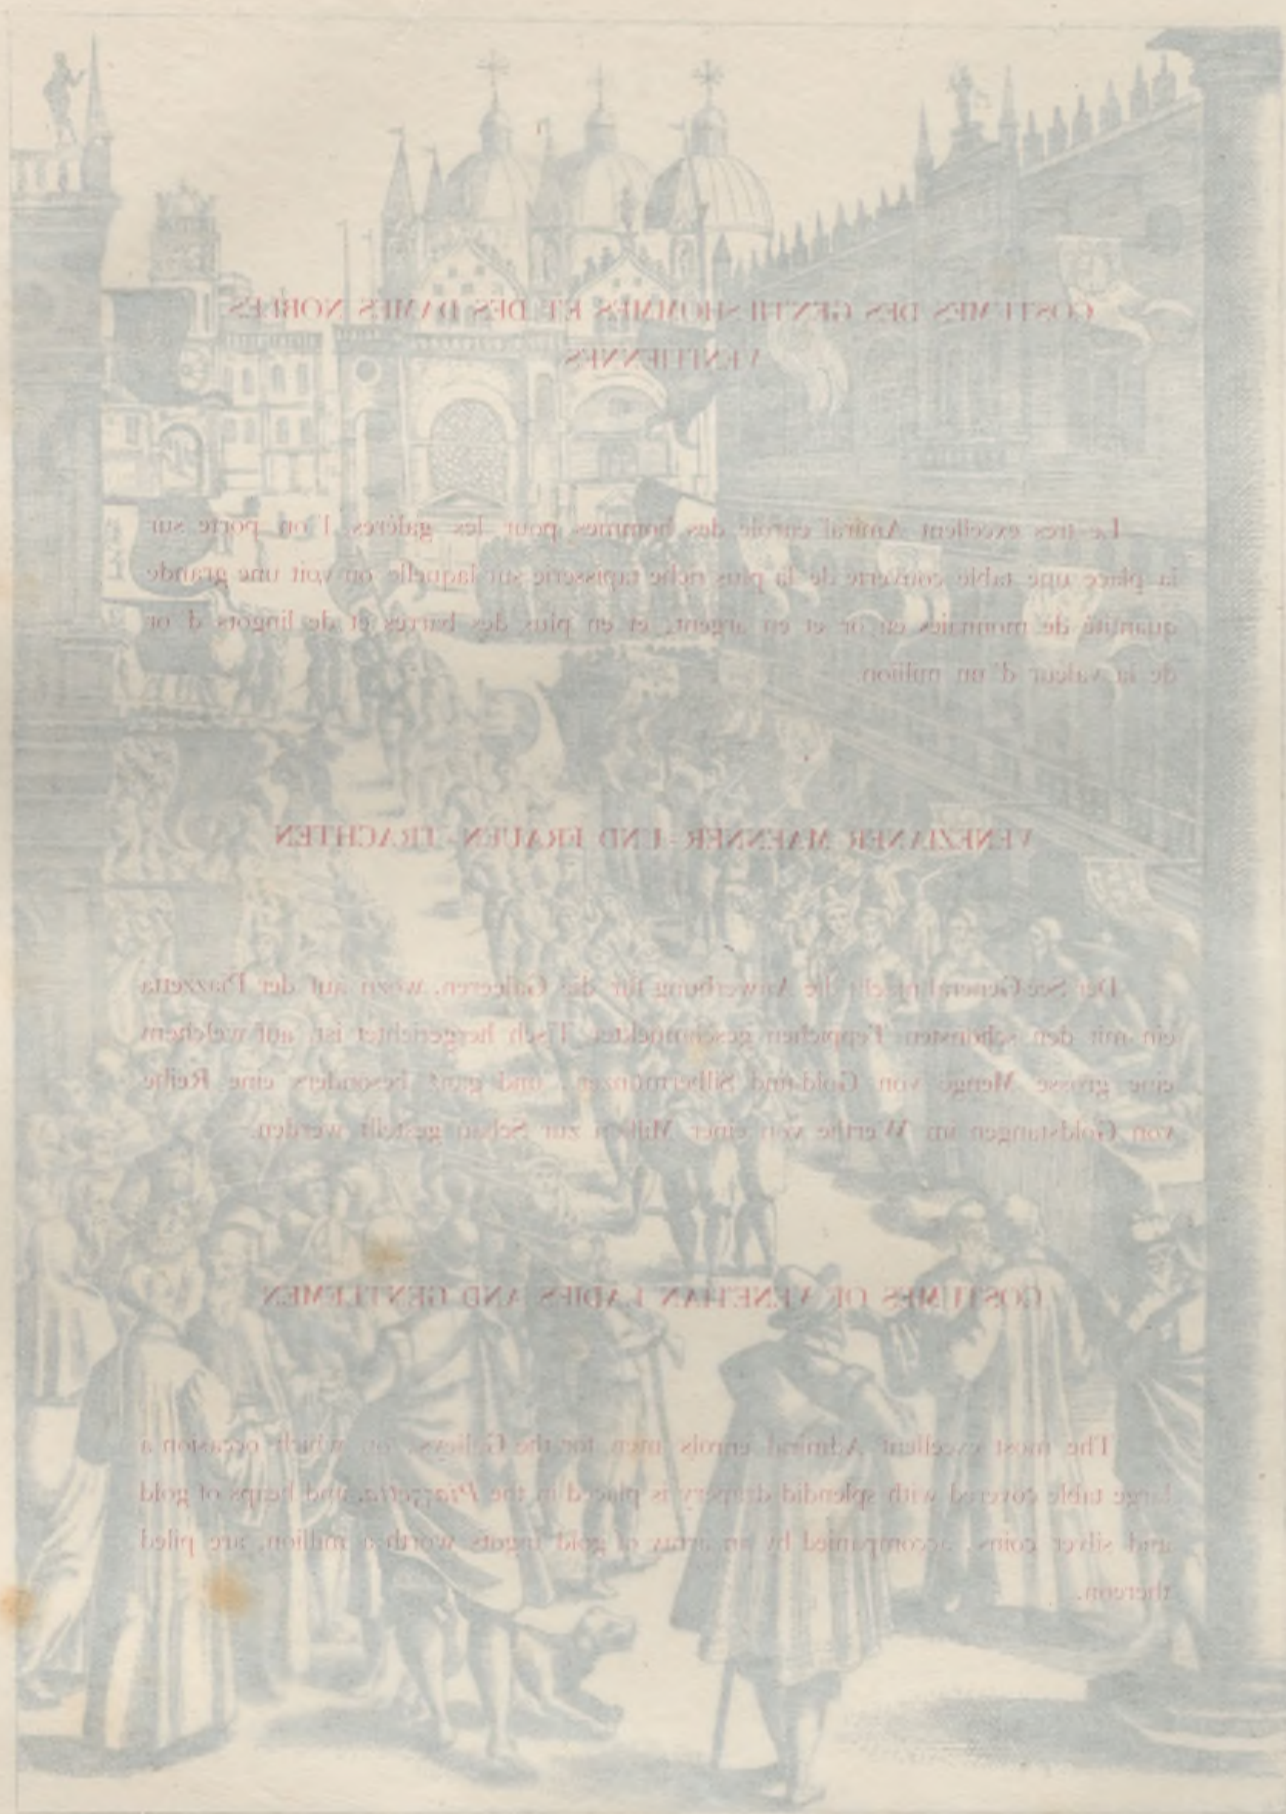 COSTUMES DES GENTILSHOMMES ET DES DAMES NOBLES
VENITIENNES
Le tres excellent Amiral enrole des hommes pour les galères. L'on porte sur
la place une table couverte de la plus riche tapisserie sur laquelle on voit une grande
quantité de monnaies en or et en argent, et en plus des barres et de lingots d'or
de la valeur d'un million.
VENEZIANER MAENNER-UND FRAUEN-TRACHTEN
Der See-General die Anwerbung für die Galeeren, wozu auf der Piazzetta
ein mit den schönsten Teppichen geschmückter Tisch hergerichtet ist, auf welchem
eine grosse Menge von Gold-und Silbermünzen, und ganz besonders eine Reihe
von Goldstangen im Werthe von einer Million zur Schau gestellt werden.
COSTUMES OF VENETIAN LADIES AND GENTLEMEN
The most excellent Admiral enrols men for the Galleys, on which occasion a
large table covered with splendid drapery is placed in the Piazzetta, and heaps of gold
and silver coins, accompanied by an array of gold ingots worth a million, are piled
thereon.